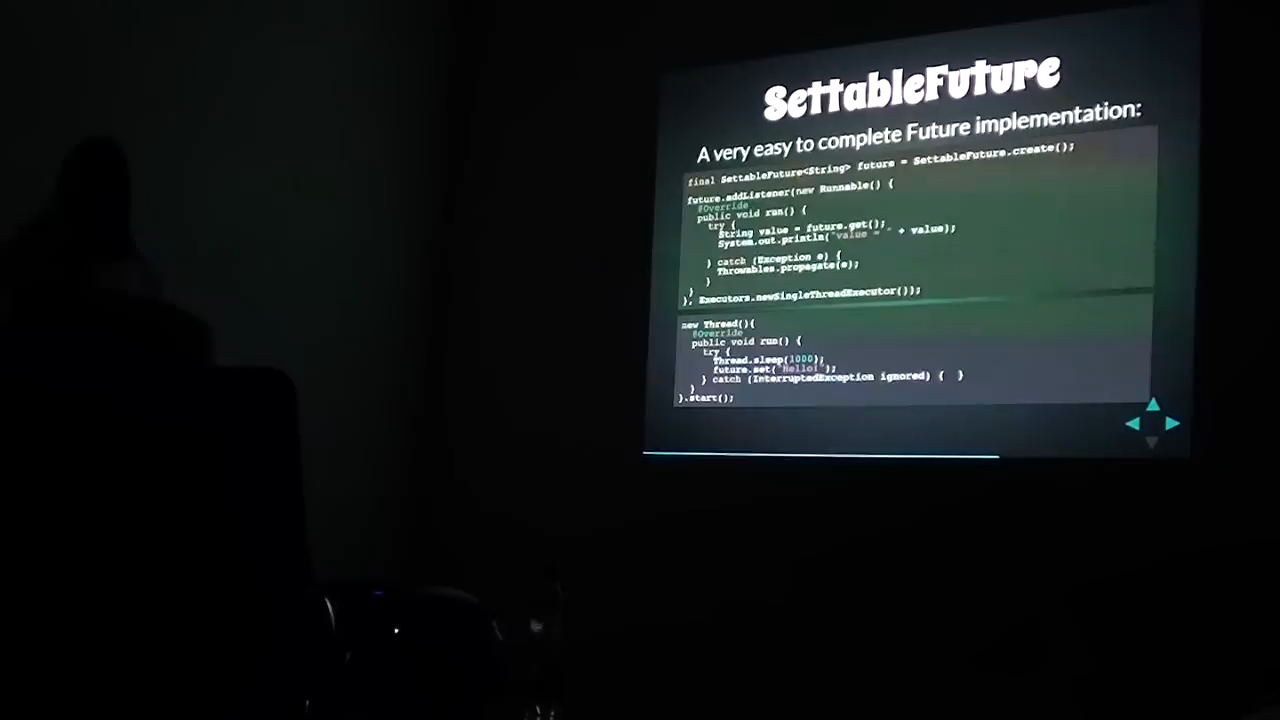 SettableFuture
A very easy to complete Future implementation:
final SettableFuture<String> future = SettableFuture.create();
future.addListener(new Runnable() {
@Override
public void run() {
try {
String value = future.get();
System.out.println("value = " + value);
} catch (Exception e) {
Throwables.propagate(e);
}
}
}, Executors.newSingleThreadExecutor());
new Thread(){
@Override
public void run() {
try {
Thread.sleep(1000);
future.set("Hello!");
} catch (InterruptedException ignored) { }
}
}.start();